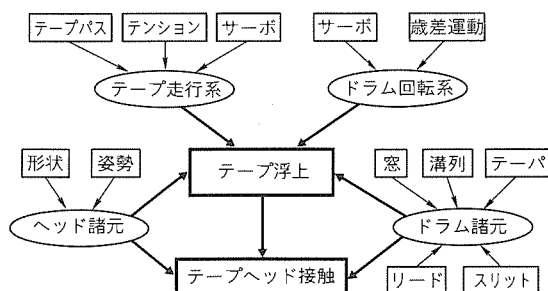 テープパス テンション サーボ サーボ 歳差運動
テープ走行系 ドラム回転系
形状 姿勢 テープ浮上 窓 溝列 テーパ
ヘッド諸元 ドラム諸元
テープヘッド接触 リード スリット